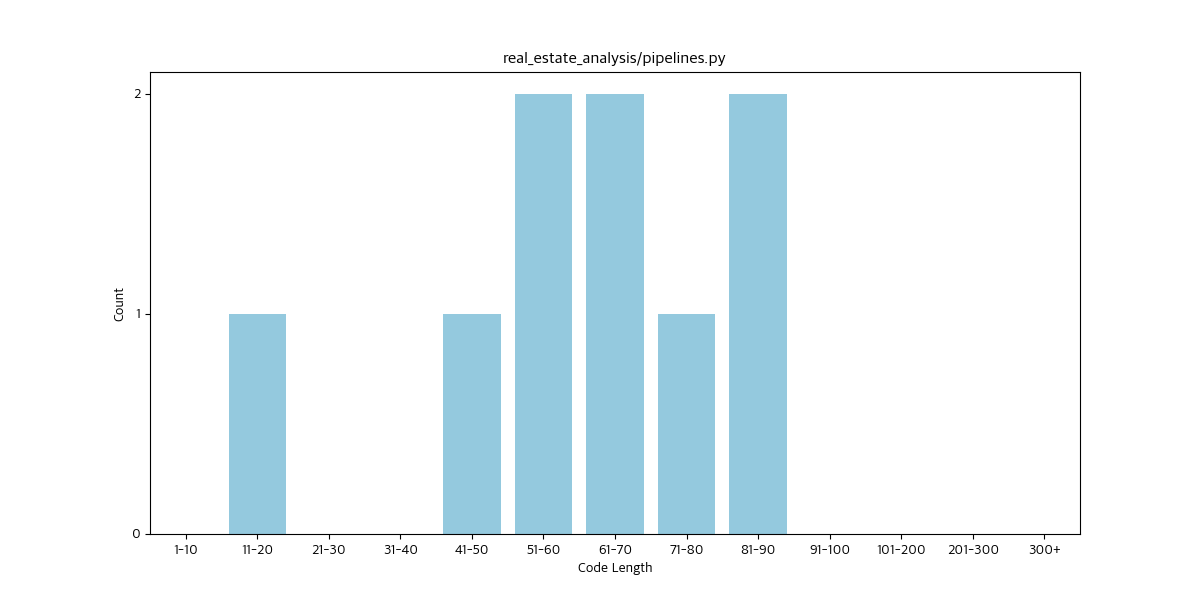 real_estate_analysis/pipelines.py
Count
2
1
0
1-10 11-20 21-30 31-40 41-50 51-60 61-70 71-80 81-90 91-100 101-200 201-300 300+
Code Length